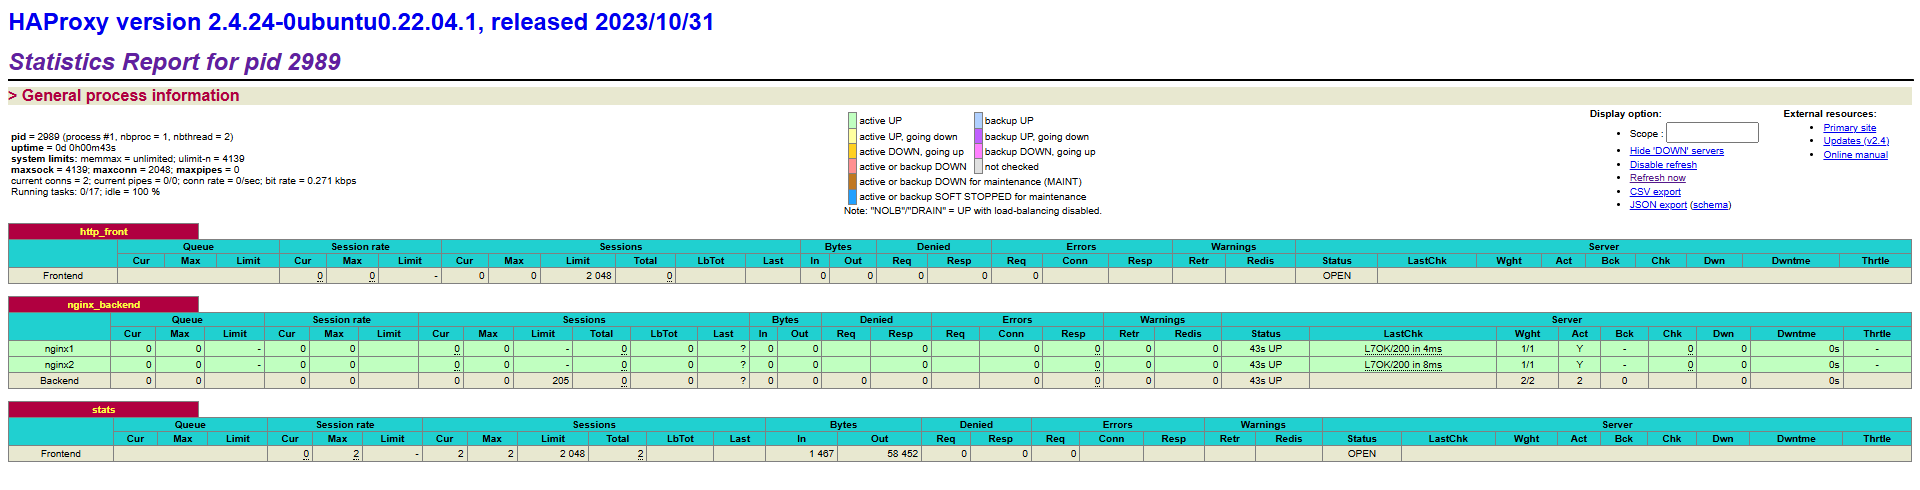 HAProxy version 2.4.24-0ubuntu0.22.04.1, released 2023/10/31
Statistics Report for pid 2989
> General process information
pid = 2989 (process #1, nbproc = 1, nbthread = 2)
uptime = 0d 0h00m43s
system limits: memmax = unlimited; ulimit-n = 4139
maxsock = 4139; maxconn = 2048; maxpipes = 0
current conns = 2; current pipes = 0/0; conn rate = 0/sec; bit rate = 0.271 kbps
Running tasks: 0/17; idle = 100 %
active UP backup UP
active UP, going down backup UP, going down
active DOWN, going up backup DOWN, going up
active or backup DOWN not checked
active or backup DOWN for maintenance (MAINT)
active or backup SOFT STOPPED for maintenance
Note: "NOLB"/"DRAIN" = UP with load-balancing disabled.
Display option:
• Scope :
• Hide 'DOWN' servers
• Disable refresh
• Refresh now
• CSV export
• JSON export (schema)
External resources:
• Primary site
• Updates (v2.4)
• Online manual
http_front
Queue Session rate Sessions Bytes Denied Errors Warnings Server
Cur Max Limit Cur Max Limit Cur Max Limit Total LbTot Last In Out Req Resp Req Conn Resp Retr Redis Status LastChk Wght Act Bck Chk Dwn Dwntme Thrtle
Frontend 0 0 - 0 0 2 048 0 0 0 0 0 0 OPEN
nginx_backend
Queue Session rate Sessions Bytes Denied Errors Warnings Server
Cur Max Limit Cur Max Limit Cur Max Limit Total LbTot Last In Out Req Resp Req Conn Resp Retr Redis Status LastChk Wght Act Bck Chk Dwn Dwntme Thrtle
nginx1 0 0 - 0 0 0 0 - 0 0 ? 0 0 0 0 0 0 0 43s UP L7OK/200 in 4ms 1/1 Y - 0 0 0s -
nginx2 0 0 - 0 0 0 0 - 0 0 ? 0 0 0 0 0 0 0 43s UP L7OK/200 in 8ms 1/1 Y - 0 0 0s -
Backend 0 0 0 0 0 0 205 0 0 ? 0 0 0 0 0 0 0 0 43s UP 2/2 2 0 0 0s
stats
Queue Session rate Sessions Bytes Denied Errors Warnings Server
Cur Max Limit Cur Max Limit Cur Max Limit Total LbTot Last In Out Req Resp Req Conn Resp Retr Redis Status LastChk Wght Act Bck Chk Dwn Dwntme Thrtle
Frontend 0 2 - 2 2 2 048 2 1 467 58 452 0 0 0 OPEN